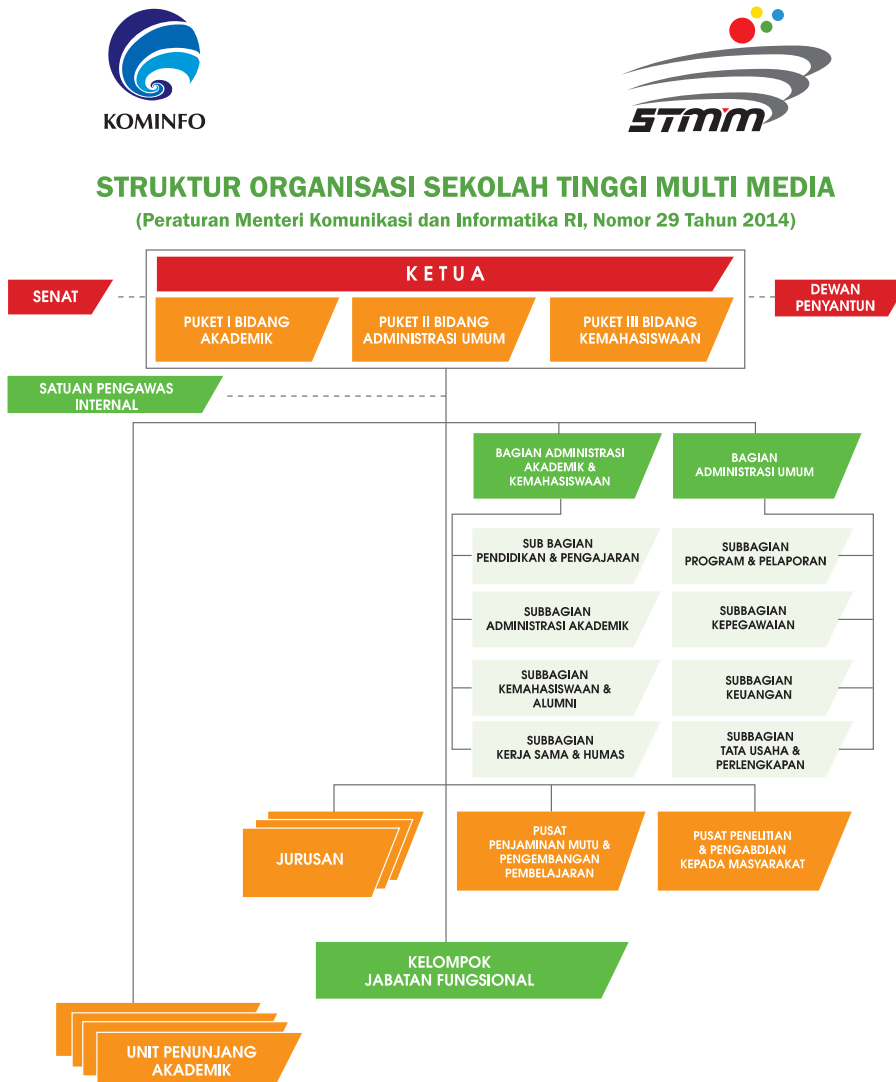 KOMINFO
STMM
STRUKTUR ORGANISASI SEKOLAH TINGGI MULTI MEDIA
(Peraturan Menteri Komunikasi dan Informatika RI, Nomor 29 Tahun 2014)
KETUA
SENAT
DEWAN
PENYANTUN
PUKET I BIDANG
AKADEMIK
PUKET II BIDANG
ADMINISTRASI UMUM
PUKET III BIDANG
KEMAHASISWAAN
SATUAN PENGAWAS
INTERNAL
BAGIAN ADMINISTRASI
AKADEMIK &
KEMAHASISWAAN
BAGIAN
ADMINISTRASI UMUM
SUB BAGIAN
PENDIDIKAN & PENGAJARAN
SUBBAGIAN
PROGRAM & PELAPORAN
SUBBAGIAN
ADMINISTRASI AKADEMIK
SUBBAGIAN
KEPEGAWAIAN
SUBBAGIAN
KEMAHASISWAAN &
ALUMNI
SUBBAGIAN
KEUANGAN
SUBBAGIAN
KERJA SAMA & HUMAS
SUBBAGIAN
TATA USAHA &
PERLENGKAPAN
JURUSAN
PUSAT
PENJAMINAN MUTU &
PENGEMBANGAN
PEMBELAJARAN
PUSAT PENELITIAN
& PENGABDIAN
KEPADA MASYARAKAT
KELOMPOK
JABATAN FUNGSIONAL
UNIT PENUNJANG
AKADEMIK